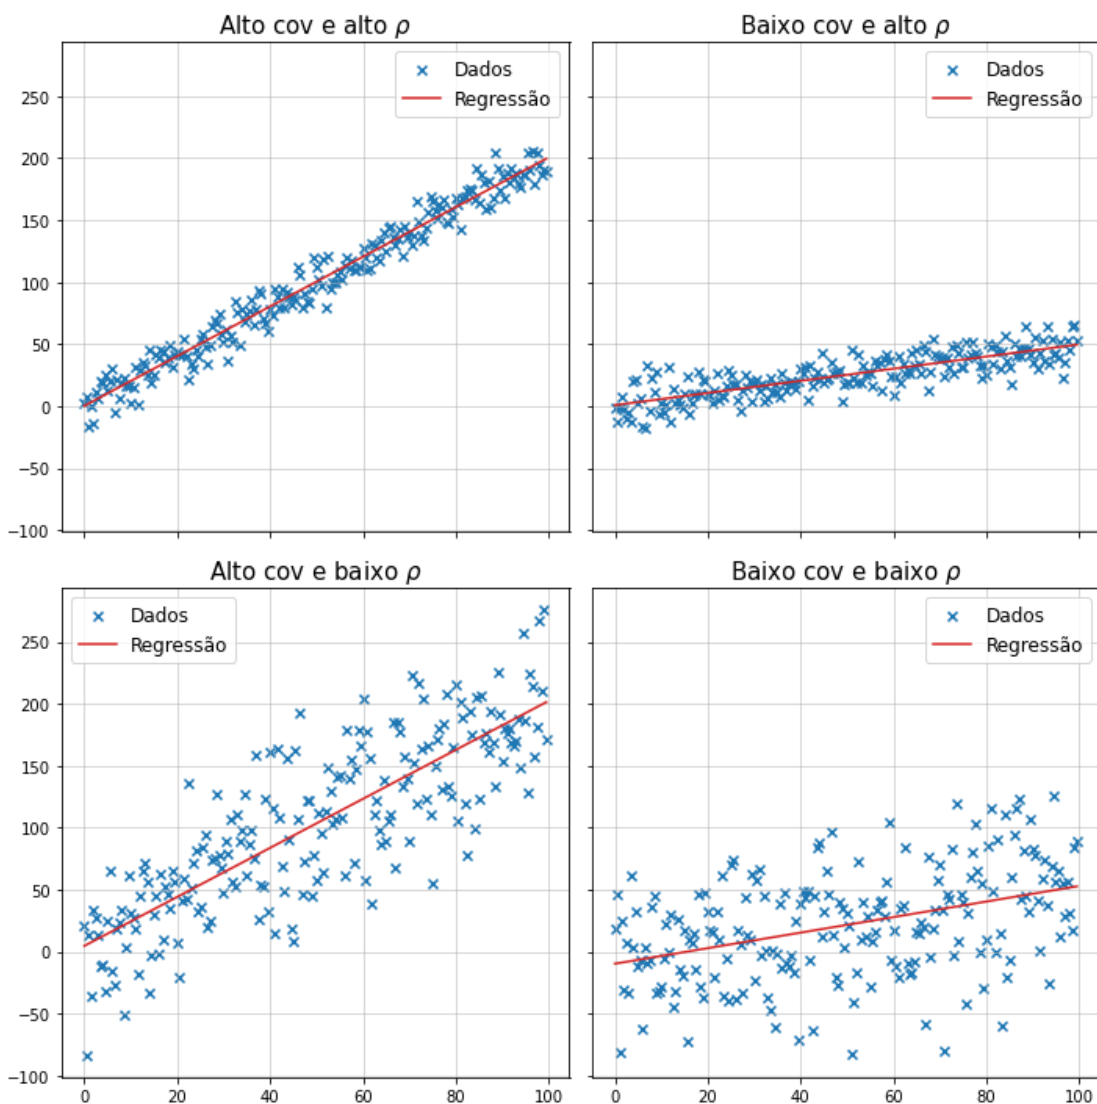 Alto cov e alto ρ
Dados
Regressão
250
200
150
100
50
0
−50
−100
Baixo cov e alto ρ
Dados
Regressão
Alto cov e baixo ρ
Dados
Regressão
250
200
150
100
50
0
−50
−100
0 20 40 60 80 100
Baixo cov e baixo ρ
Dados
Regressão
0 20 40 60 80 100